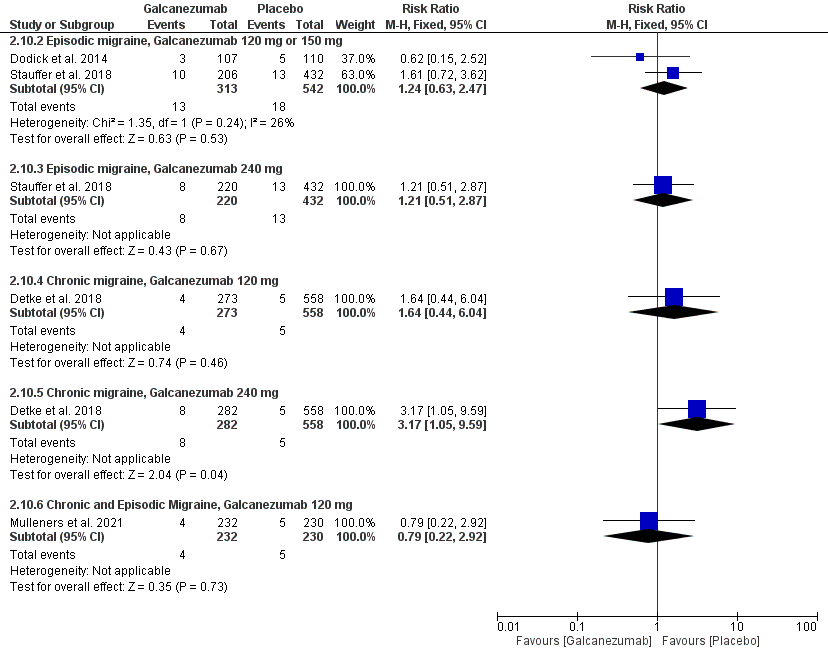 Galcanezumab Placebo Risk Ratio Risk Ratio
Study or Subgroup Events Total Events Total Weight M-H, Fixed, 95% CI M-H, Fixed, 95% CI
2.10.2 Episodic migraine, Galcanezumab 120 mg or 150 mg
Dodick et al. 2014 3 107 5 110 37.0% 0.62 [0.15, 2.52]
Stauffer et al. 2018 10 206 13 432 63.0% 1.61 [0.72, 3.62]
Subtotal (95% CI) 313 542 100.0% 1.24 [0.63, 2.47]
Total events 13 18
Heterogeneity: Chi² = 1.35, df = 1 (P = 0.24); I² = 26%
Test for overall effect: Z = 0.63 (P = 0.53)
2.10.3 Episodic migraine, Galcanezumab 240 mg
Stauffer et al. 2018 8 220 13 432 100.0% 1.21 [0.51, 2.87]
Subtotal (95% CI) 220 432 100.0% 1.21 [0.51, 2.87]
Total events 8 13
Heterogeneity: Not applicable
Test for overall effect: Z = 0.43 (P = 0.67)
2.10.4 Chronic migraine, Galcanezumab 120 mg
Detke et al. 2018 4 273 5 558 100.0% 1.64 [0.44, 6.04]
Subtotal (95% CI) 273 558 100.0% 1.64 [0.44, 6.04]
Total events 4 5
Heterogeneity: Not applicable
Test for overall effect: Z = 0.74 (P = 0.46)
2.10.5 Chronic migraine, Galcanezumab 240 mg
Detke et al. 2018 8 282 5 558 100.0% 3.17 [1.05, 9.59]
Subtotal (95% CI) 282 558 100.0% 3.17 [1.05, 9.59]
Total events 8 5
Heterogeneity: Not applicable
Test for overall effect: Z = 2.04 (P = 0.04)
2.10.6 Chronic and Episodic Migraine, Galcanezumab 120 mg
Mulleners et al. 2021 4 232 5 230 100.0% 0.79 [0.22, 2.92]
Subtotal (95% CI) 232 230 100.0% 0.79 [0.22, 2.92]
Total events 4 5
Heterogeneity: Not applicable
Test for overall effect: Z = 0.35 (P = 0.73)
0.01 0.1 1 10 100
Favours [Galcanezumab] Favours [Placebo]